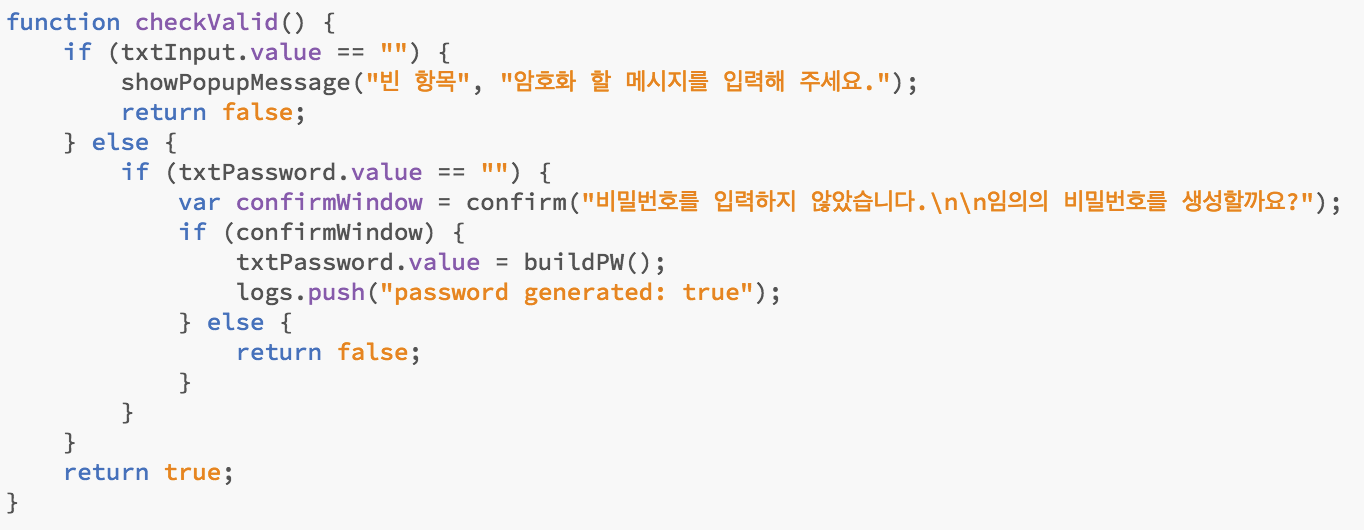 function checkValid() {
    if (txtInput.value == "") {
        showPopupMessage("빈 항목", "암호화 할 메시지를 입력해 주세요.");
        return false;
    } else {
        if (txtPassword.value == "") {
            var confirmWindow = confirm("비밀번호를 입력하지 않았습니다.\n\n임의의 비밀번호를 생성할까요?");
            if (confirmWindow) {
                txtPassword.value = buildPW();
                logs.push("password generated: true");
            } else {
                return false;
            }
        }
    }
    return true;
}